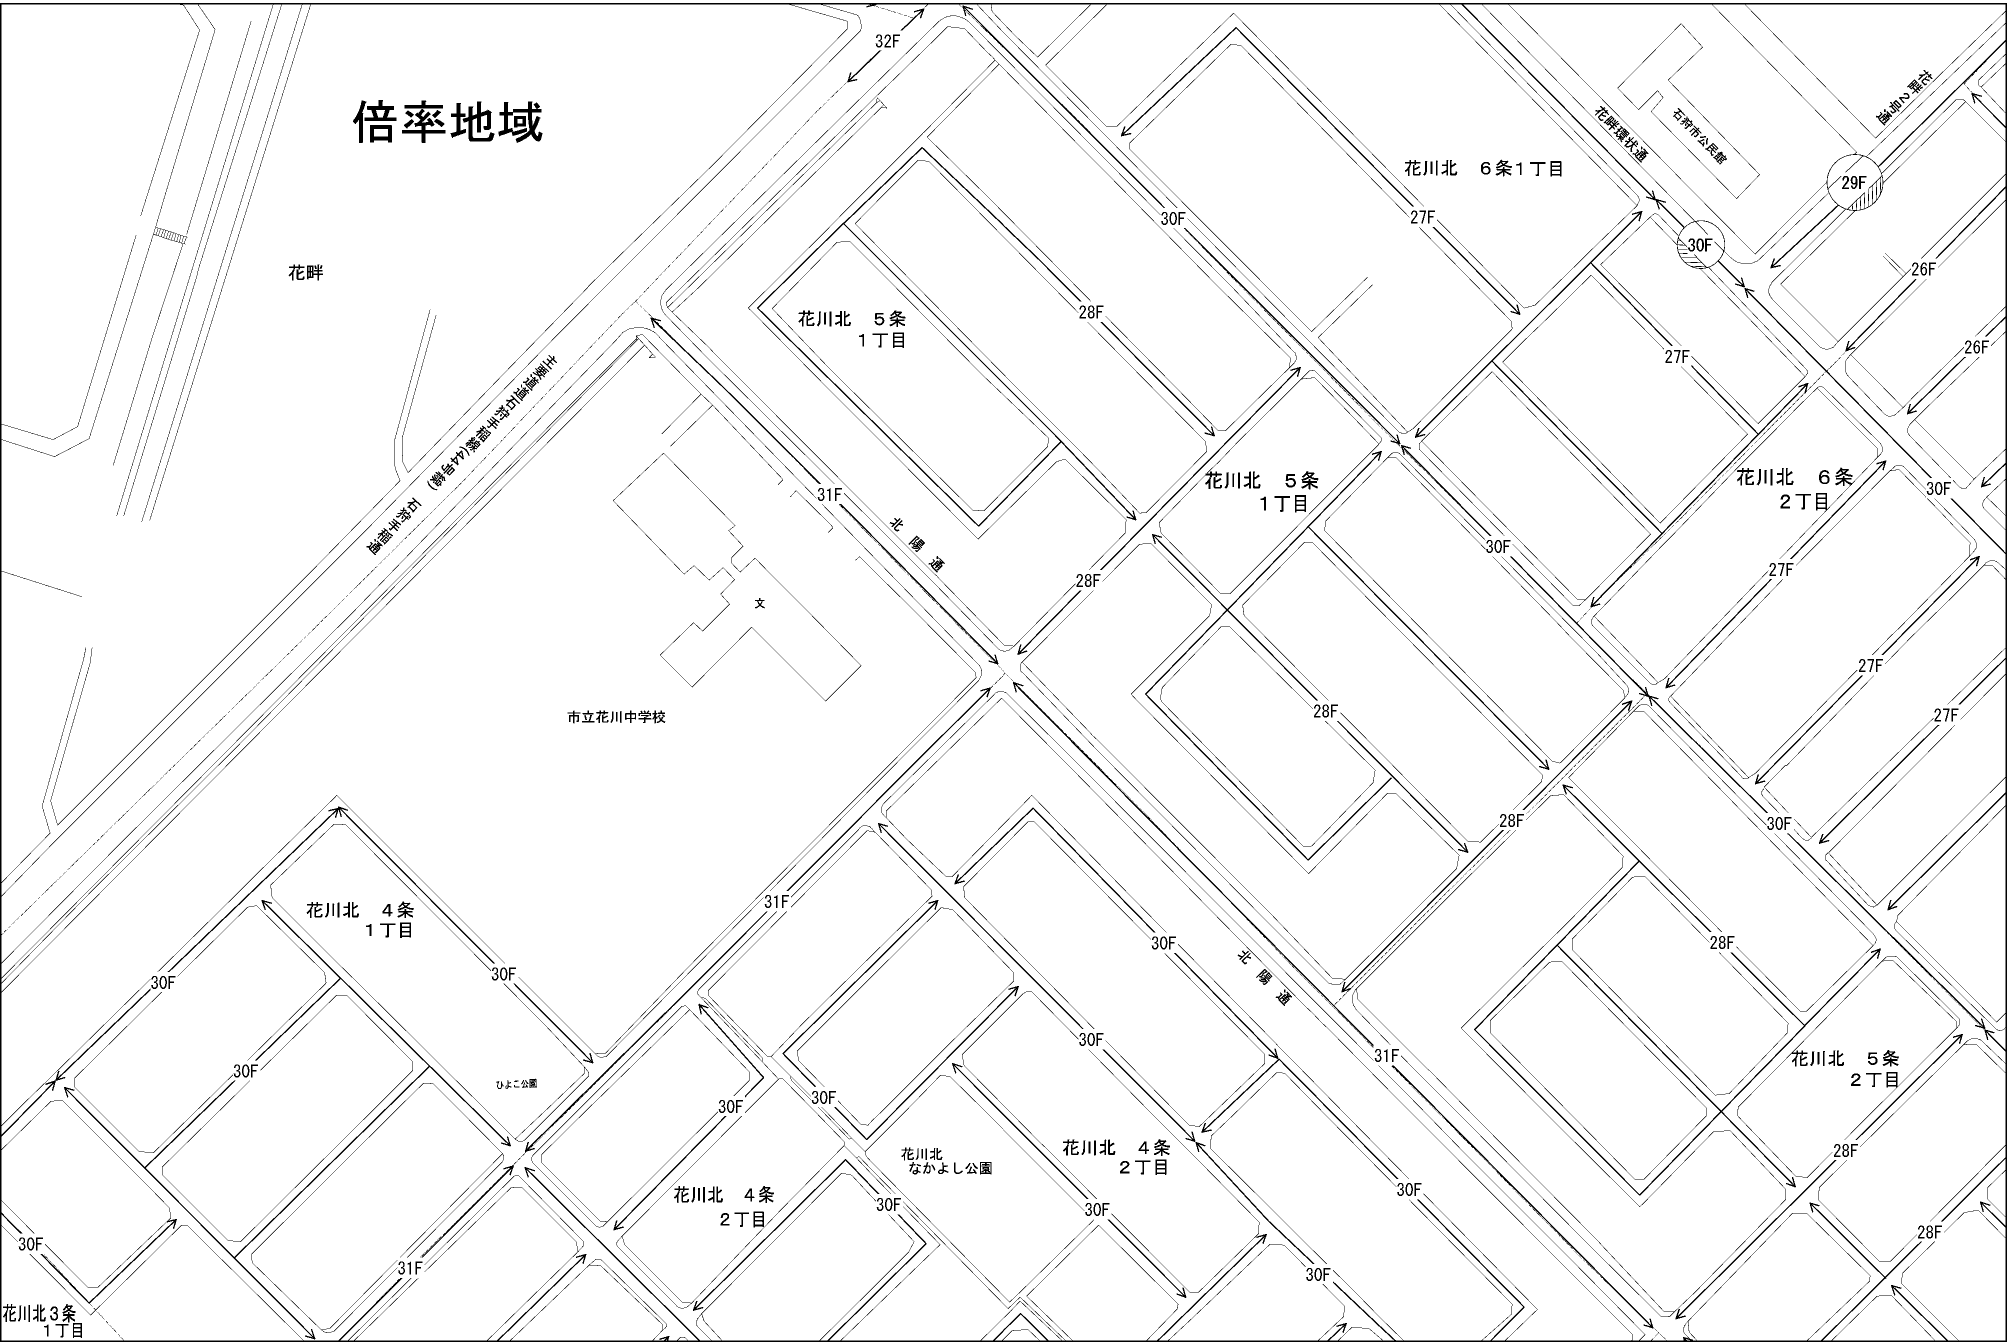 32F
倍率地域
花畔2号通
花畔環状通
石狩市公民館
花川北 6条1丁目
29F
30F
27F
30F
花畔
26F
28F
花川北 5条
1丁目
27F
26F
主要道道石狩手稲線(44号線)
石狩手稲通
31F
北陽通
花川北 5条
1丁目
花川北 6条
2丁目
30F
30F
28F
27F
文
27F
28F
27F
市立花川中学校
28F
30F
31F
花川北 4条
1丁目
30F
28F
北陽通
30F
30F
30F
31F
30F
花川北 5条
2丁目
ひよこ公園
30F
30F
花川北
なかよし公園
花川北 4条
2丁目
28F
花川北 4条
2丁目
30F
30F
30F
28F
30F
31F
30F
花川北3条
1丁目